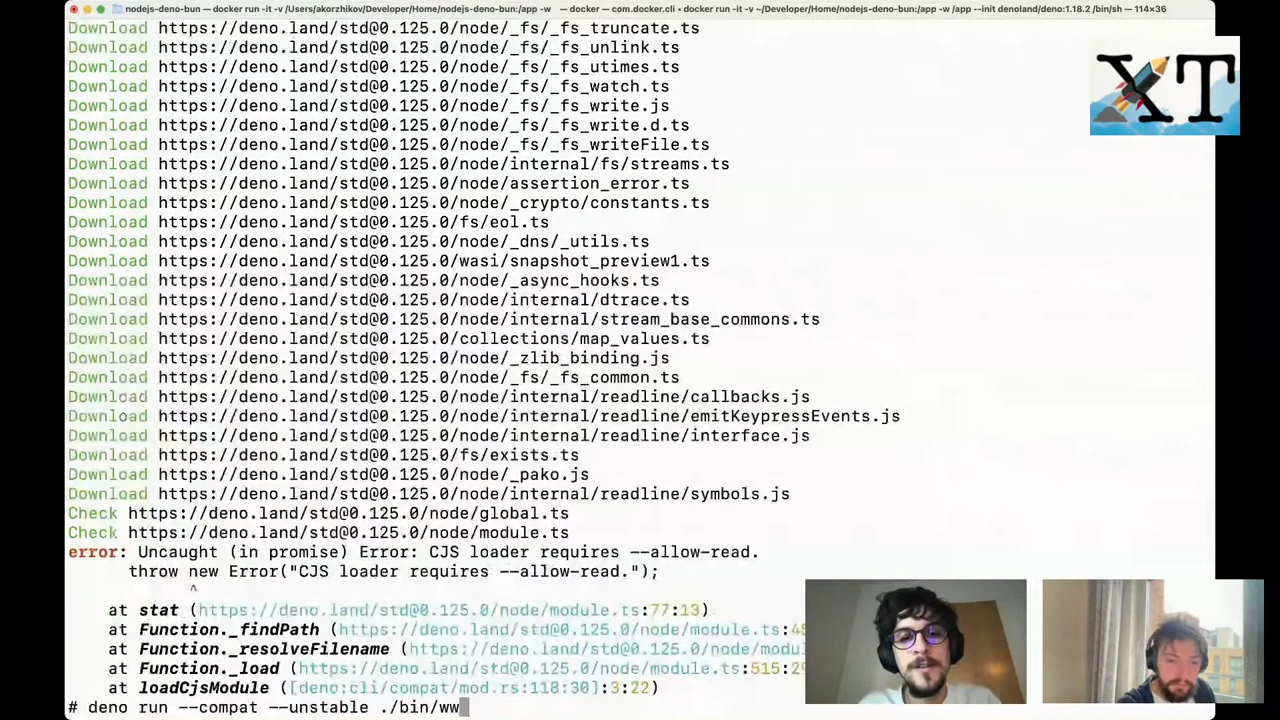 nodejs-deno-bun — docker run -it -v /Users/akorzhikov/Developer/Home/nodejs-deno-bun:/app -w — docker — com.docker.cli • docker run -it -v ~/Developer/Home/nodejs-deno-bun:/app -w /app --init denoland/deno:1.18.2 /bin/sh — 114×36
Download https://deno.land/std@0.125.0/node/_fs/_fs_truncate.ts
Download https://deno.land/std@0.125.0/node/_fs/_fs_unlink.ts
Download https://deno.land/std@0.125.0/node/_fs/_fs_utimes.ts
Download https://deno.land/std@0.125.0/node/_fs/_fs_watch.ts
Download https://deno.land/std@0.125.0/node/_fs/_fs_write.js
Download https://deno.land/std@0.125.0/node/_fs/_fs_write.d.ts
Download https://deno.land/std@0.125.0/node/_fs/_fs_writeFile.ts
Download https://deno.land/std@0.125.0/node/internal/fs/streams.ts
Download https://deno.land/std@0.125.0/node/assertion_error.ts
Download https://deno.land/std@0.125.0/node/_crypto/constants.ts
Download https://deno.land/std@0.125.0/fs/eol.ts
Download https://deno.land/std@0.125.0/node/_dns/_utils.ts
Download https://deno.land/std@0.125.0/wasi/snapshot_preview1.ts
Download https://deno.land/std@0.125.0/node/_async_hooks.ts
Download https://deno.land/std@0.125.0/node/internal/dtrace.ts
Download https://deno.land/std@0.125.0/node/internal/stream_base_commons.ts
Download https://deno.land/std@0.125.0/collections/map_values.ts
Download https://deno.land/std@0.125.0/node/_zlib_binding.js
Download https://deno.land/std@0.125.0/node/_fs/_fs_common.ts
Download https://deno.land/std@0.125.0/node/internal/readline/callbacks.js
Download https://deno.land/std@0.125.0/node/internal/readline/emitKeypressEvents.js
Download https://deno.land/std@0.125.0/node/internal/readline/interface.js
Download https://deno.land/std@0.125.0/fs/exists.ts
Download https://deno.land/std@0.125.0/node/_pako.js
Download https://deno.land/std@0.125.0/node/internal/readline/symbols.js
Check https://deno.land/std@0.125.0/node/global.ts
Check https://deno.land/std@0.125.0/node/module.ts
error: Uncaught (in promise) Error: CJS loader requires --allow-read.
throw new Error("CJS loader requires --allow-read.");
^
at stat (https://deno.land/std@0.125.0/node/module.ts:77:13)
at Function._findPath (https://deno.land/std@0.125.0/node/module.ts:4
at Function._resolveFilename (https://deno.land/std@0.125.0/node/modu
at Function._load (https://deno.land/std@0.125.0/node/module.ts:515:2
at loadCjsModule ([deno:cli/compat/mod.rs:118:30]:3:22)
# deno run --compat --unstable ./bin/ww
XT